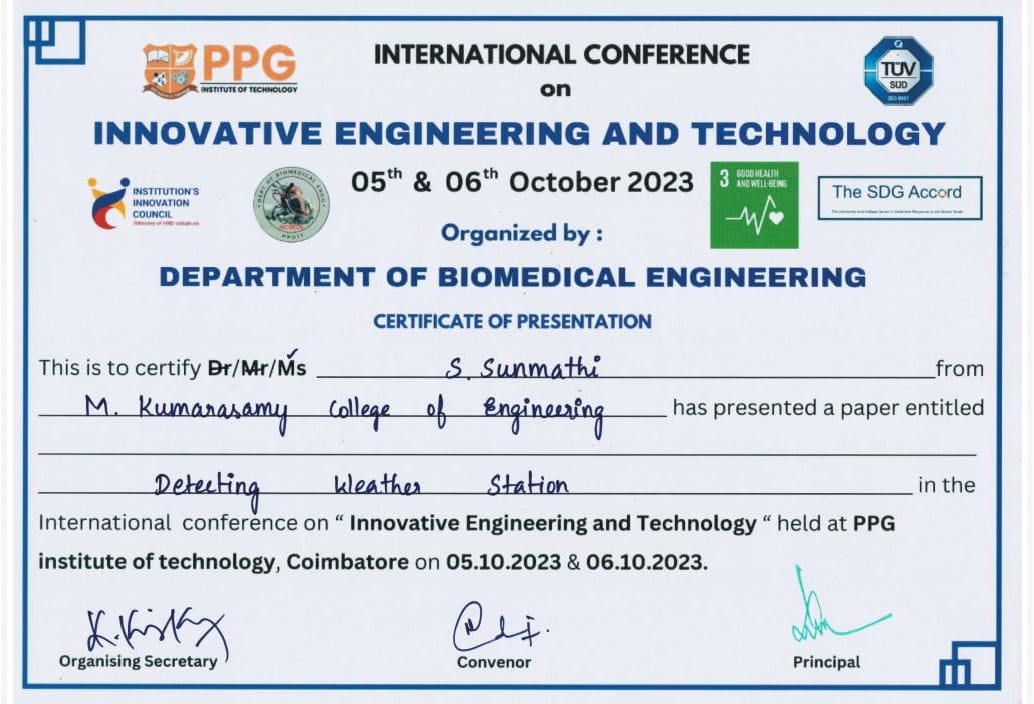 PPG
INSTITUTE OF TECHNOLOGY
INTERNATIONAL CONFERENCE
on
TÜV
SÜD
ISO 9001
INNOVATIVE ENGINEERING AND TECHNOLOGY
INSTITUTION'S
INNOVATION
COUNCIL
(Ministry of HRD Initiative)
DEPT OF BIOMEDICAL ENGG
PPGIT
05th & 06th October 2023
3 GOOD HEALTH
AND WELL-BEING
The SDG Accord
Organized by :
DEPARTMENT OF BIOMEDICAL ENGINEERING
CERTIFICATE OF PRESENTATION
This is to certify Dr/Mr/Ms S. Sunmathi from
M. Kumarasamy College of Engineering has presented a paper entitled
Detecting Weather Station in the
International conference on “ Innovative Engineering and Technology “ held at PPG
institute of technology, Coimbatore on 05.10.2023 & 06.10.2023.
Organising Secretary
Convenor
Principal